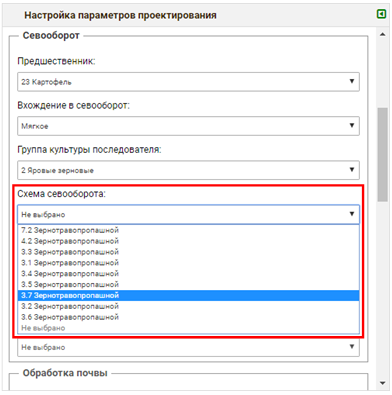 Настройка параметров проектирования
Севооборот
Предшественник:
23 Картофель
Вхождение в севооборот:
Мягкое
Группа культуры последователя:
2 Яровые зерновые
Схема севооборота:
Не выбрано
7.2 Зернотравопропашной
4.2 Зернотравопропашной
3.3 Зернотравопропашной
3.1 Зернотравопропашной
3.4 Зернотравопропашной
3.5 Зернотравопропашной
3.7 Зернотравопропашной
3.2 Зернотравопропашной
3.6 Зернотравопропашной
Не выбрано
Не выбрано
Обработка почвы